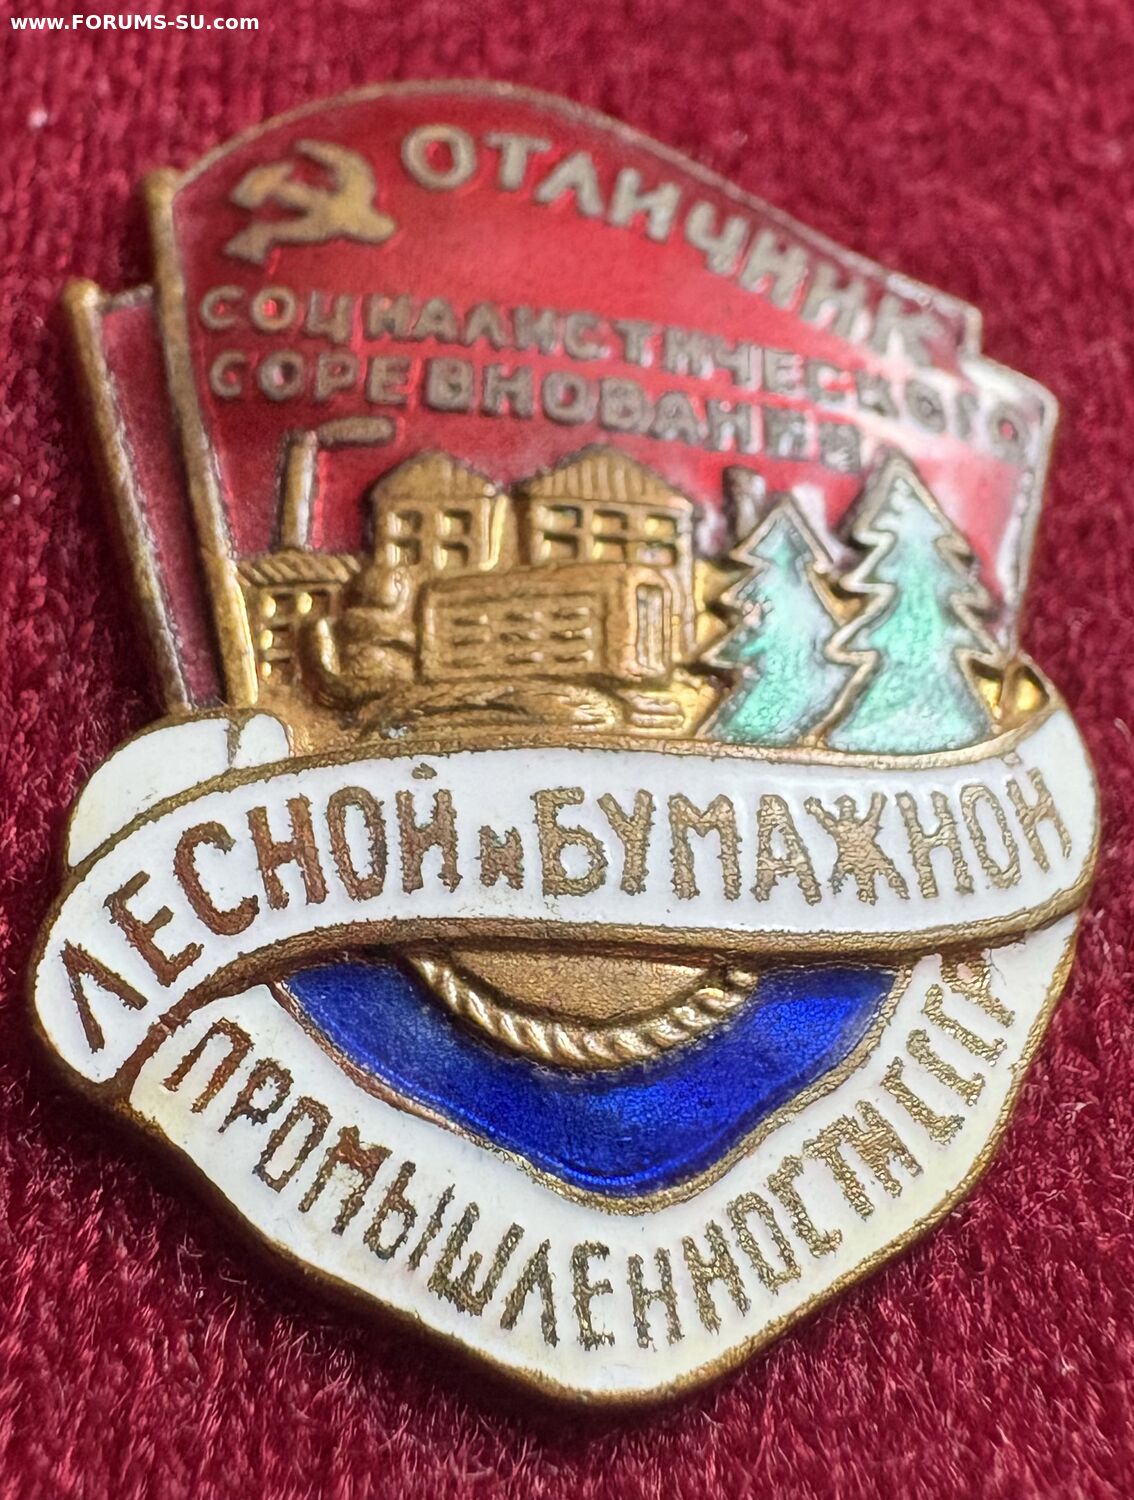 www.FORUMS-SU.com
ОТЛИЧНИК
СОЦИАЛИСТИЧЕСКОГО
СОРЕВНОВАНИЯ
ЛЕСНОЙ и БУМАЖНОЙ
ПРОМЫШЛЕННОСТИ СССР